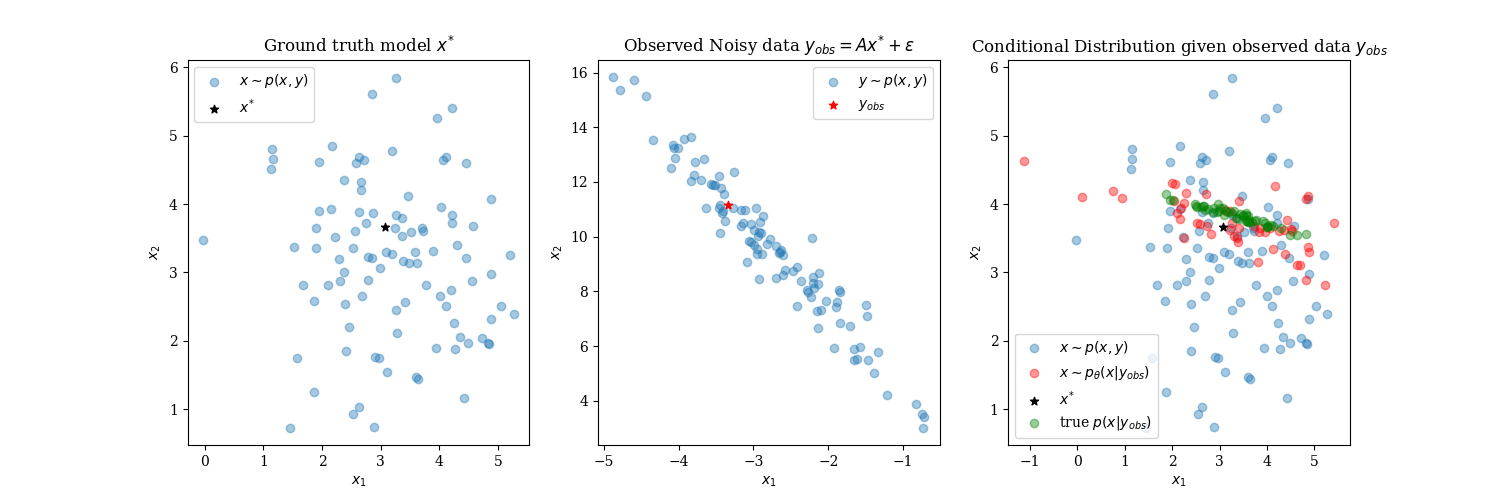 Ground truth model x*
6
5
4
3
2
1
x₂
x ~ p(x, y)
x*
0
1
2
3
4
5
x₁
Observed Noisy data y_obs = Ax* + ε
16
14
12
10
8
6
4
x₂
y ~ p(x, y)
y_obs
−5
−4
−3
−2
−1
x₁
Conditional Distribution given observed data y_obs
6
5
4
3
2
1
x₂
x ~ p(x, y)
x ~ p_θ(x|y_obs)
x*
true p(x|y_obs)
−1
0
1
2
3
4
5
x₁